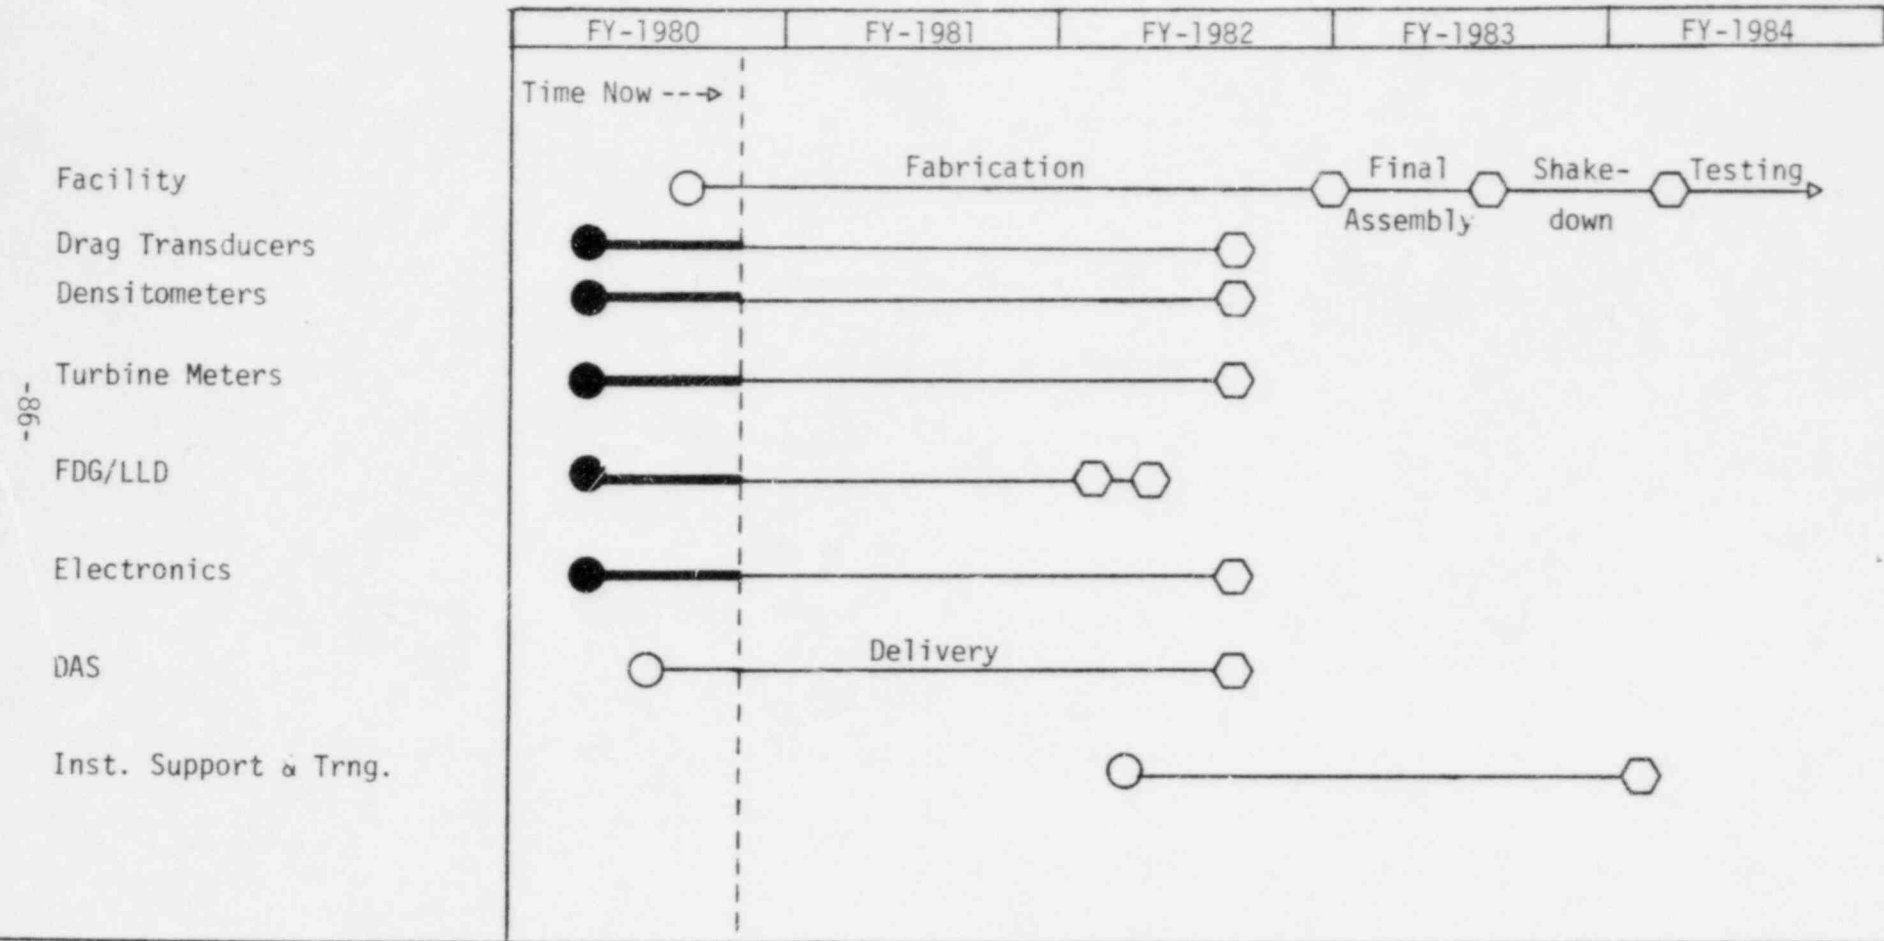 FY-1980 FY-1981 FY-1982 FY-1983 FY-1984
Time Now
Facility Fabrication Final Assembly Shake-down Testing
Drag Transducers
Densitometers
Turbine Meters
-86-
FDG/LLD
Electronics
DAS Delivery
Inst. Support & Trng.